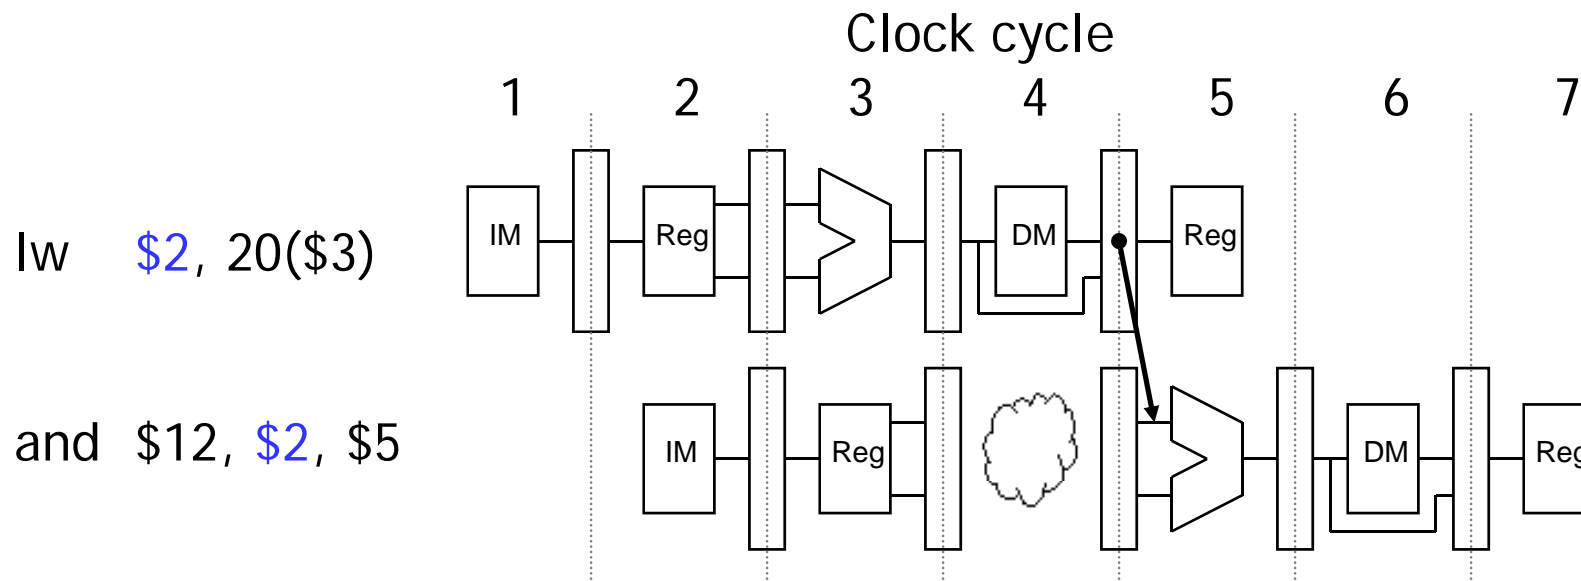 Clock cycle
1 2 3 4 5 6 7
lw $2, 20($3) IM Reg DM Reg
and $12, $2, $5 IM Reg DM Reg